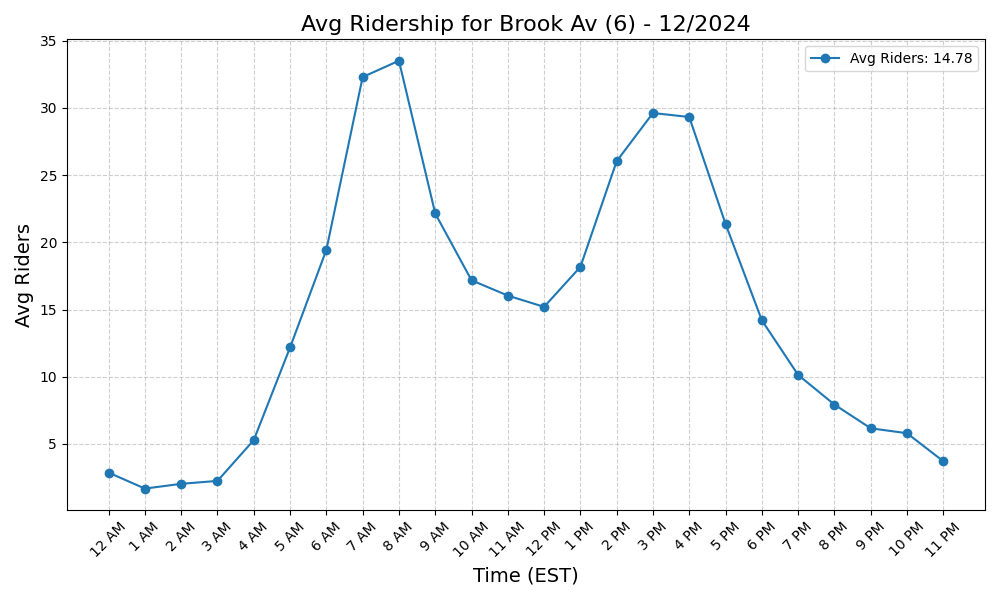 Avg Ridership for Brook Av (6) - 12/2024
Avg Riders: 14.78
Avg Riders
35
30
25
20
15
10
5
12 AM
1 AM
2 AM
3 AM
4 AM
5 AM
6 AM
7 AM
8 AM
9 AM
10 AM
11 AM
12 PM
1 PM
2 PM
3 PM
4 PM
5 PM
6 PM
7 PM
8 PM
9 PM
10 PM
11 PM
Time (EST)